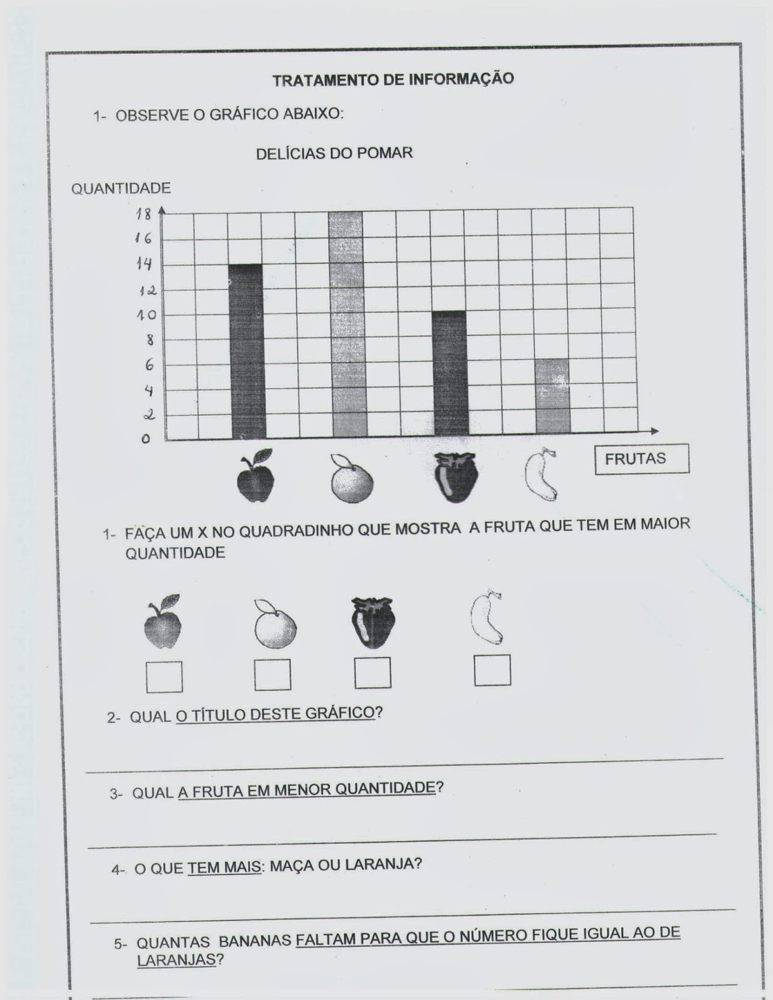 TRATAMENTO DE INFORMAÇÃO
1- OBSERVE O GRÁFICO ABAIXO:
DELÍCIAS DO POMAR
QUANTIDADE
18
16
14
12
10
8
6
4
2
0
FRUTAS
1- FAÇA UM X NO QUADRADINHO QUE MOSTRA A FRUTA QUE TEM EM MAIOR
QUANTIDADE
2- QUAL O TÍTULO DESTE GRÁFICO?
3- QUAL A FRUTA EM MENOR QUANTIDADE?
4- O QUE TEM MAIS: MAÇA OU LARANJA?
5- QUANTAS BANANAS FALTAM PARA QUE O NÚMERO FIQUE IGUAL AO DE
LARANJAS?